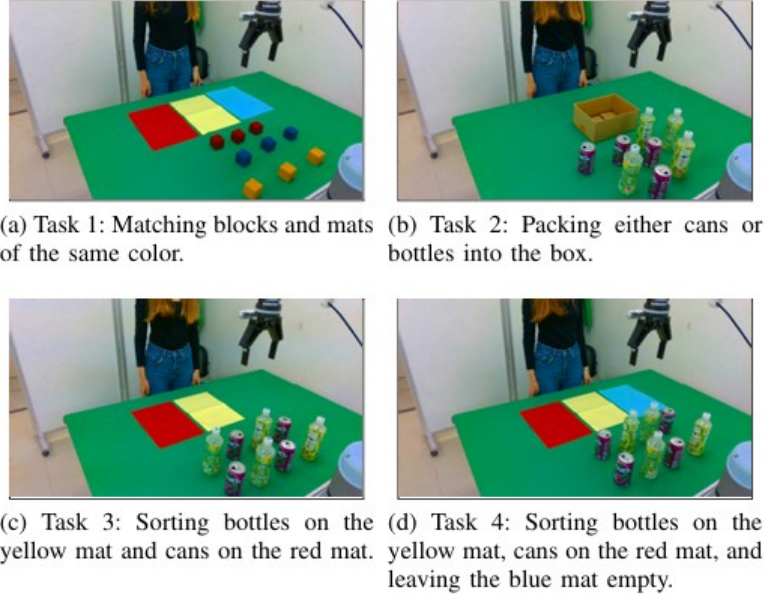 (a) Task 1: Matching blocks and mats
of the same color.
(b) Task 2: Packing either cans or
bottles into the box.
(c) Task 3: Sorting bottles on the
yellow mat and cans on the red mat.
(d) Task 4: Sorting bottles on the
yellow mat, cans on the red mat, and
leaving the blue mat empty.